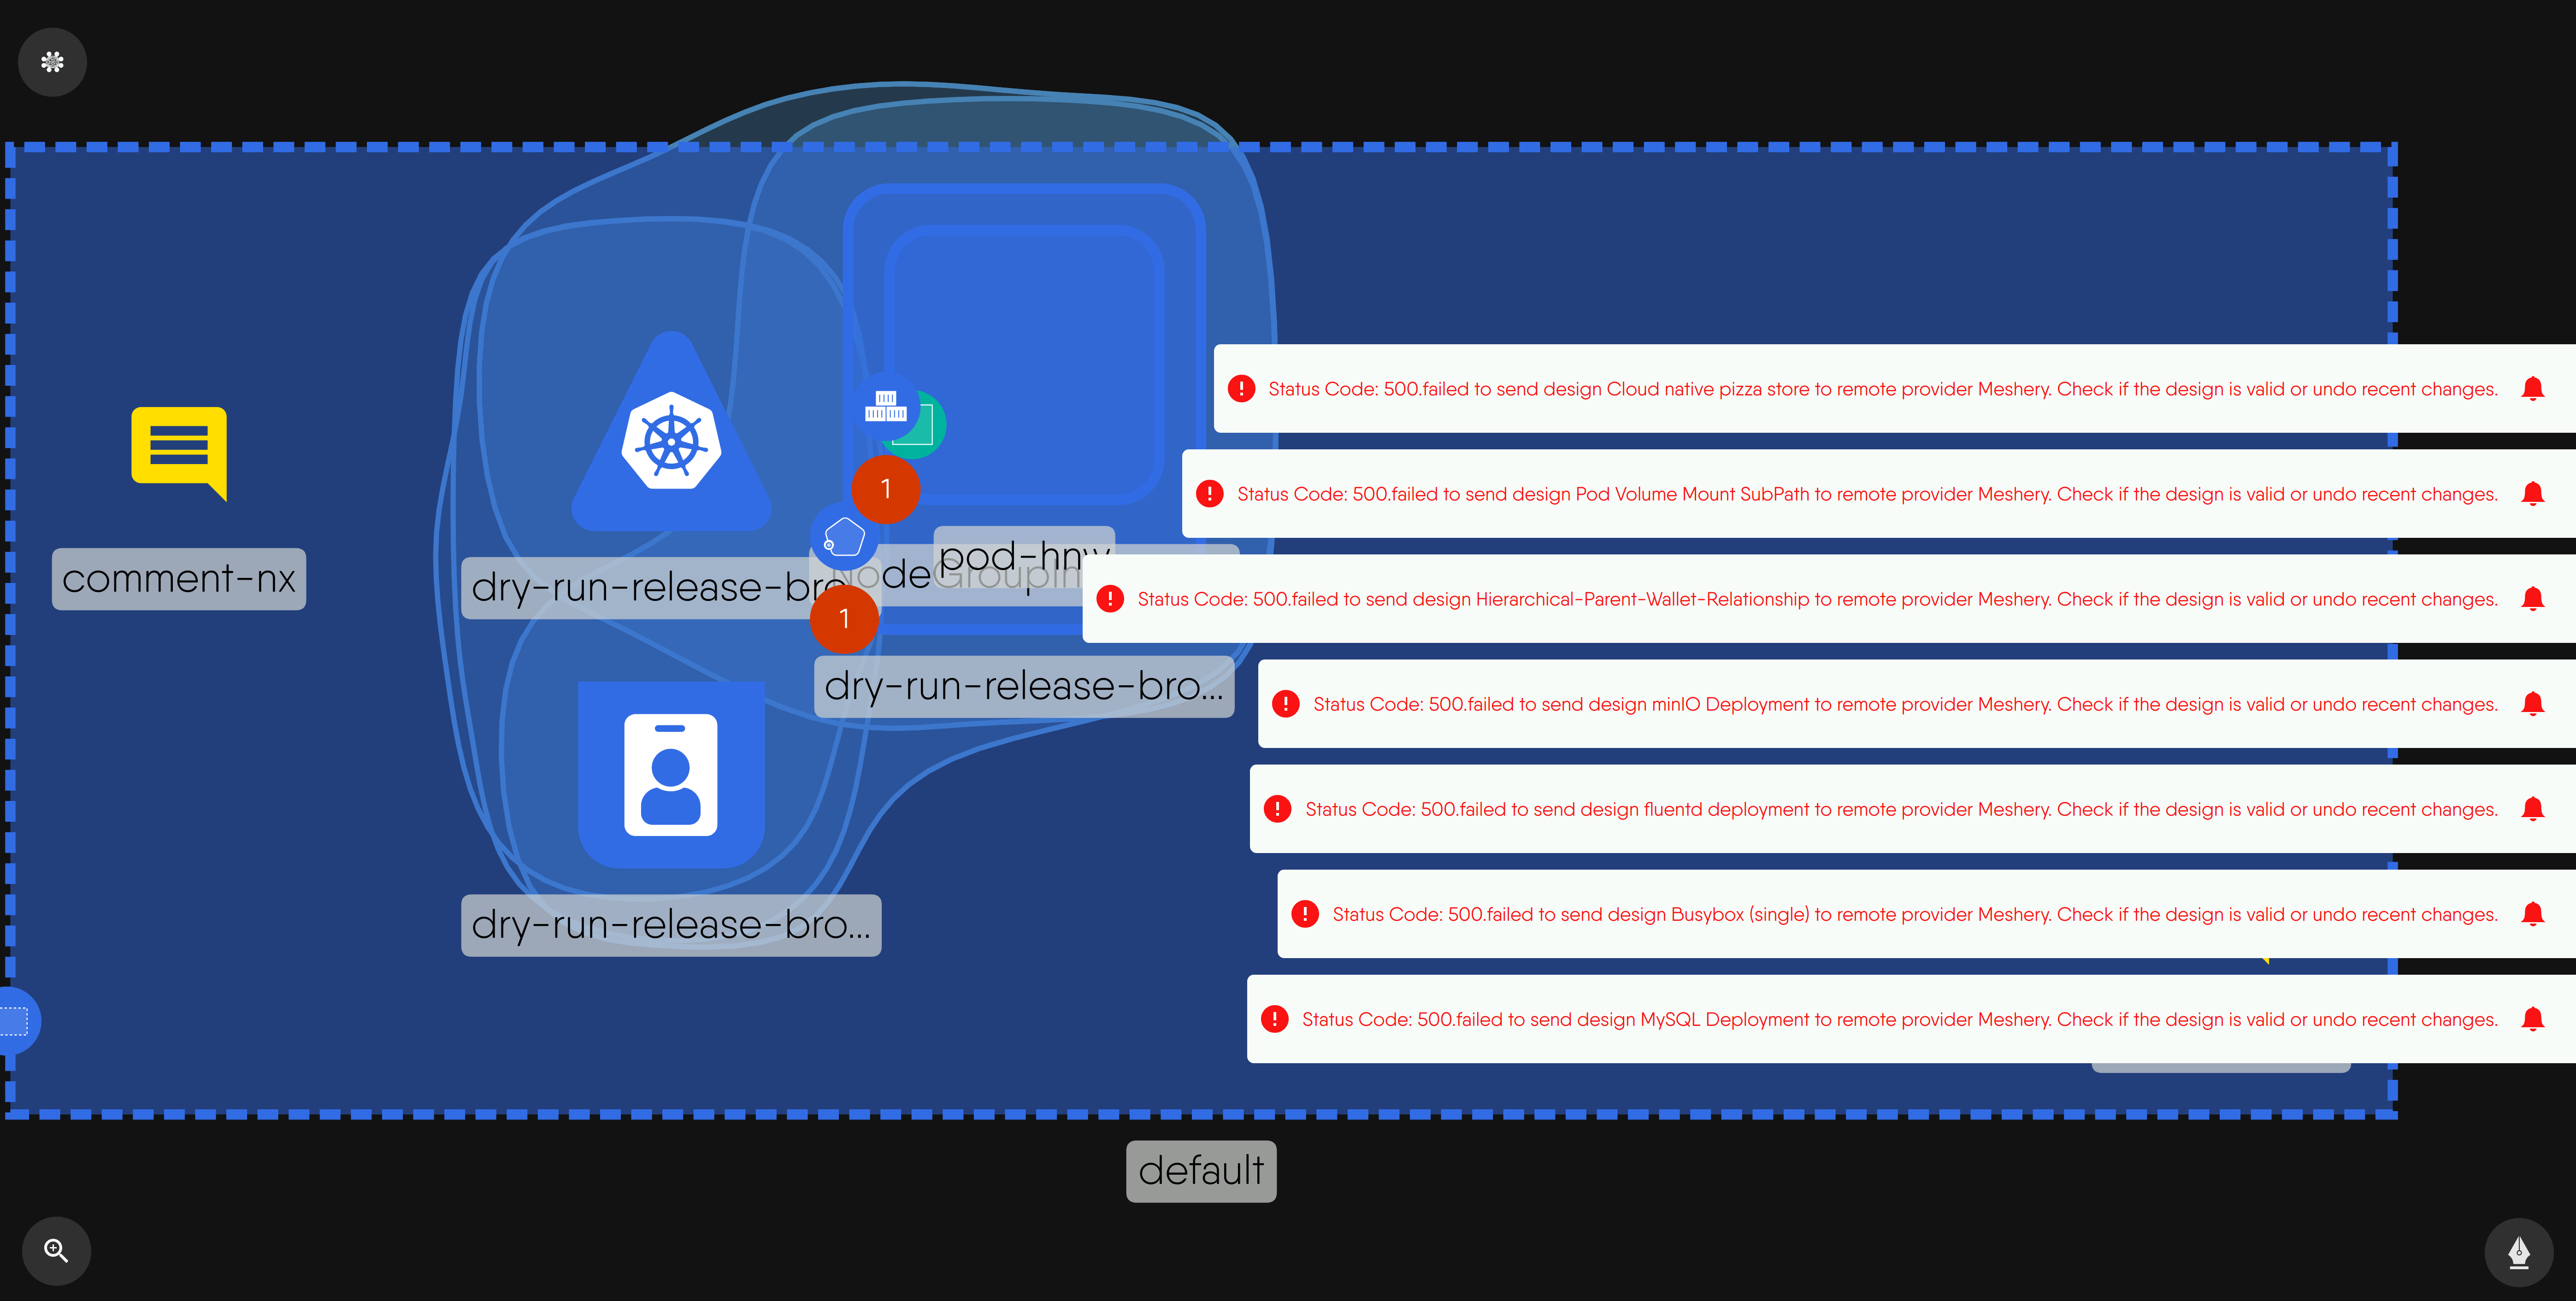 Status Code: 500.failed to send design Cloud native pizza store to remote provider Meshery. Check if the design is valid or undo recent changes.
Status Code: 500.failed to send design Pod Volume Mount SubPath to remote provider Meshery. Check if the design is valid or undo recent changes.
1
pod-hnw
comment-nx
dry-run-release-bro
NodeGroupIn
Status Code: 500.failed to send design Hierarchical-Parent-Wallet-Relationship to remote provider Meshery. Check if the design is valid or undo recent changes.
1
dry-run-release-bro...
Status Code: 500.failed to send design minIO Deployment to remote provider Meshery. Check if the design is valid or undo recent changes.
Status Code: 500.failed to send design fluentd deployment to remote provider Meshery. Check if the design is valid or undo recent changes.
dry-run-release-bro...
Status Code: 500.failed to send design Busybox (single) to remote provider Meshery. Check if the design is valid or undo recent changes.
Status Code: 500.failed to send design MySQL Deployment to remote provider Meshery. Check if the design is valid or undo recent changes.
default